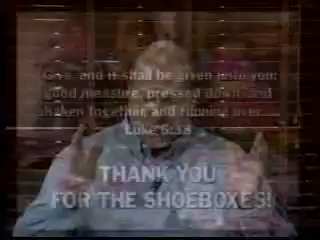 Give, and it shall be given unto you:
good measure, pressed down, and
shaken together, and running over....
Luke 6:38
THANK YOU
FOR THE SHOEBOXES!